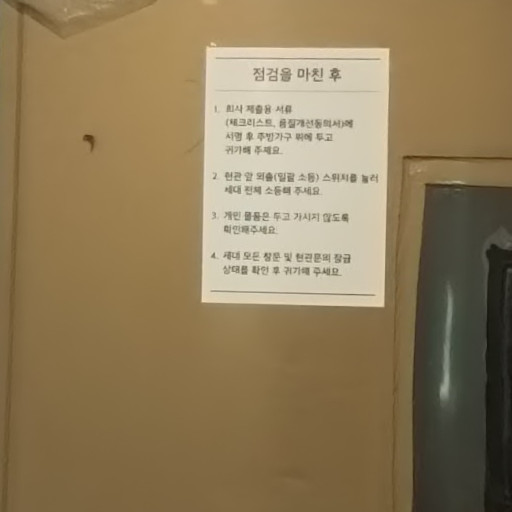 점검을 마친 후
1. 회사 제출용 서류
(체크리스트, 품질개선동의서)에
서명 후 주방가구 위에 두고
귀가해 주세요.
2. 현관 앞 외출(일괄 소등) 스위치를 눌러
세대 전체 소등해 주세요.
3. 개인 물품은 두고 가시지 않도록
확인해주세요.
4. 세대 모든 창문 및 현관문의 잠금
상태를 확인 후 귀가해 주세요.